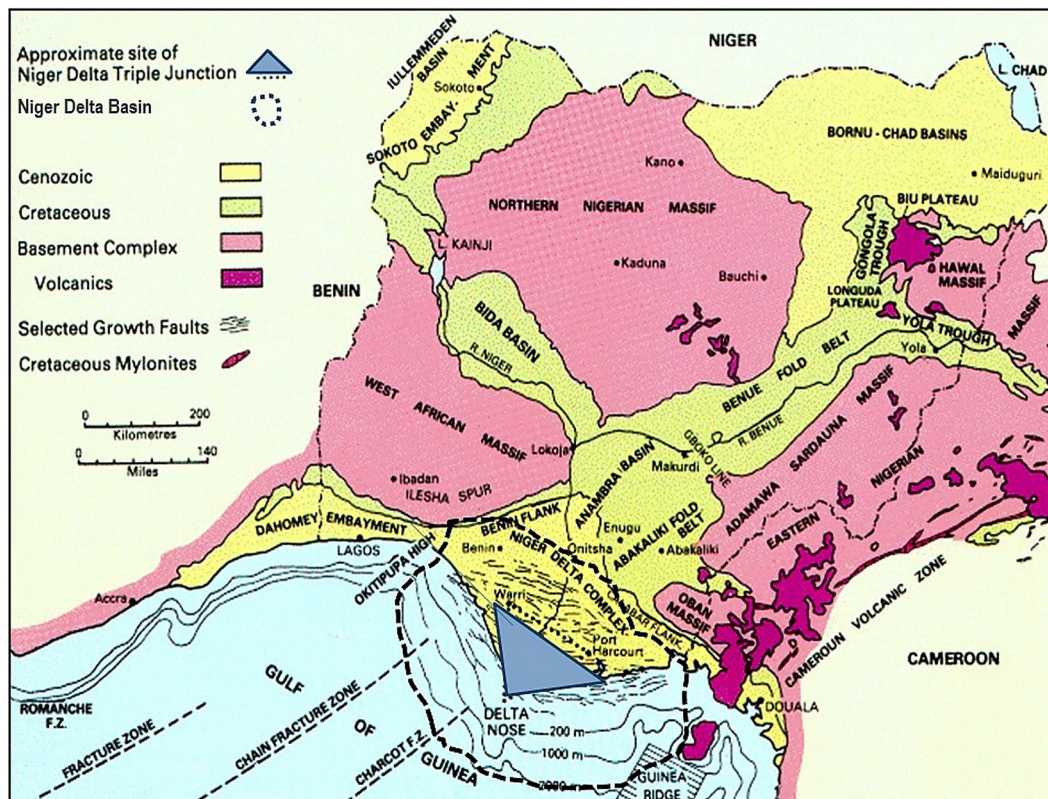 Approximate site of
Niger Delta Triple Junction
Niger Delta Basin
Cenozoic
Cretaceous
Basement Complex
Volcanics
Selected Growth Faults
Cretaceous Mylonites
0 200
Kilometres
0 140
Miles
NIGER
L. CHAD
IULLEMMEDEN
BASIN
SOKOTO EMBAY-
MENT
Sokoto
BORNU - CHAD BASINS
Maiduguri
Kano
BIU PLATEAU
NORTHERN NIGERIAN MASSIF
GONGOLA
TROUGH
L. KAINJI
Kaduna
Bauchi
HAWAL
MASSIF
BENIN
LONGUDA
PLATEAU
MASSIF
BIDA BASIN
R. NIGER
YOLA TROUGH
Yola
BENUE FOLD BELT
R. BENUE
WEST AFRICAN MASSIF
Lokoja
GBOKO LINE
Makurdi
ANAMBRA BASIN
ADAMAWA SARDAUNA MASSIF
EASTERN NIGERIAN
Ibadan
ILESHA SPUR
DAHOMEY EMBAYMENT
BENIN FLANK
Enugu
ABAKALIKI FOLD
BELT
LAGOS
OKITIPUPA HIGH
Benin
NIGER DELTA COMPLEX
Onitsha
Abakaliki
Accra
Warri
OBAN
MASSIF
CAMEROUN VOLCANIC ZONE
Port
Harcourt
CAMEROON
GULF
OF
GUINEA
ROMANCHE
F.Z.
FRACTURE ZONE
CHAIN FRACTURE ZONE
CHARCOT F.Z.
DELTA
NOSE
200 m
1000 m
DOUALA
GUINEA
RIDGE